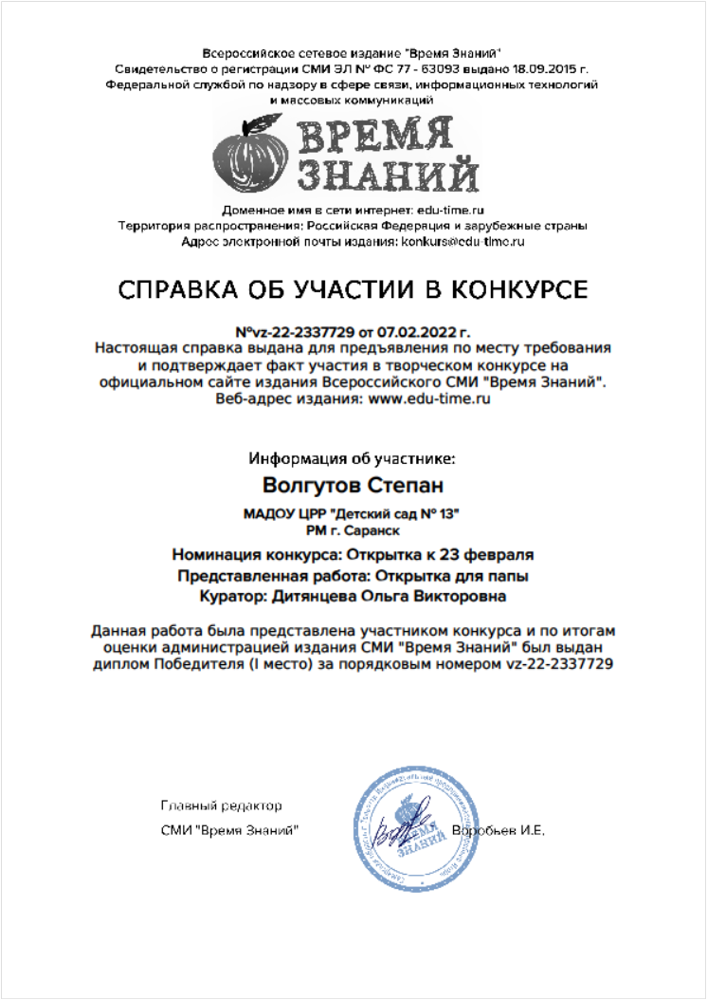 Всероссийское сетевое издание "Время Знаний"
Свидетельство о регистрации СМИ ЭЛ № ФС 77 - 63093 выдано 18.09.2015 г.
Федеральной службой по надзору в сфере связи, информационных технологий
и массовых коммуникаций
ВРЕМЯ
ЗНАНИЙ
Доменное имя в сети интернет: edu-time.ru
Территория распространения: Российская Федерация и зарубежные страны
Адрес электронной почты издания: konkurs@edu-time.ru
СПРАВКА ОБ УЧАСТИИ В КОНКУРСЕ
№vz-22-2337729 от 07.02.2022 г.
Настоящая справка выдана для предъявления по месту требования
и подтверждает факт участия в творческом конкурсе на
официальном сайте издания Всероссийского СМИ "Время Знаний".
Веб-адрес издания: www.edu-time.ru
Информация об участнике:
Волгутов Степан
МАДОУ ЦРР "Детский сад № 13"
РМ г. Саранск
Номинация конкурса: Открытка к 23 февраля
Представленная работа: Открытка для папы
Куратор: Дитянцева Ольга Викторовна
Данная работа была представлена участником конкурса и по итогам
оценки администрацией издания СМИ "Время Знаний" был выдан
диплом Победителя (I место) за порядковым номером vz-22-2337729
Главный редактор
СМИ "Время Знаний"
Воробьев И.Е.
ВРЕМЯ
ЗНАНИЙ